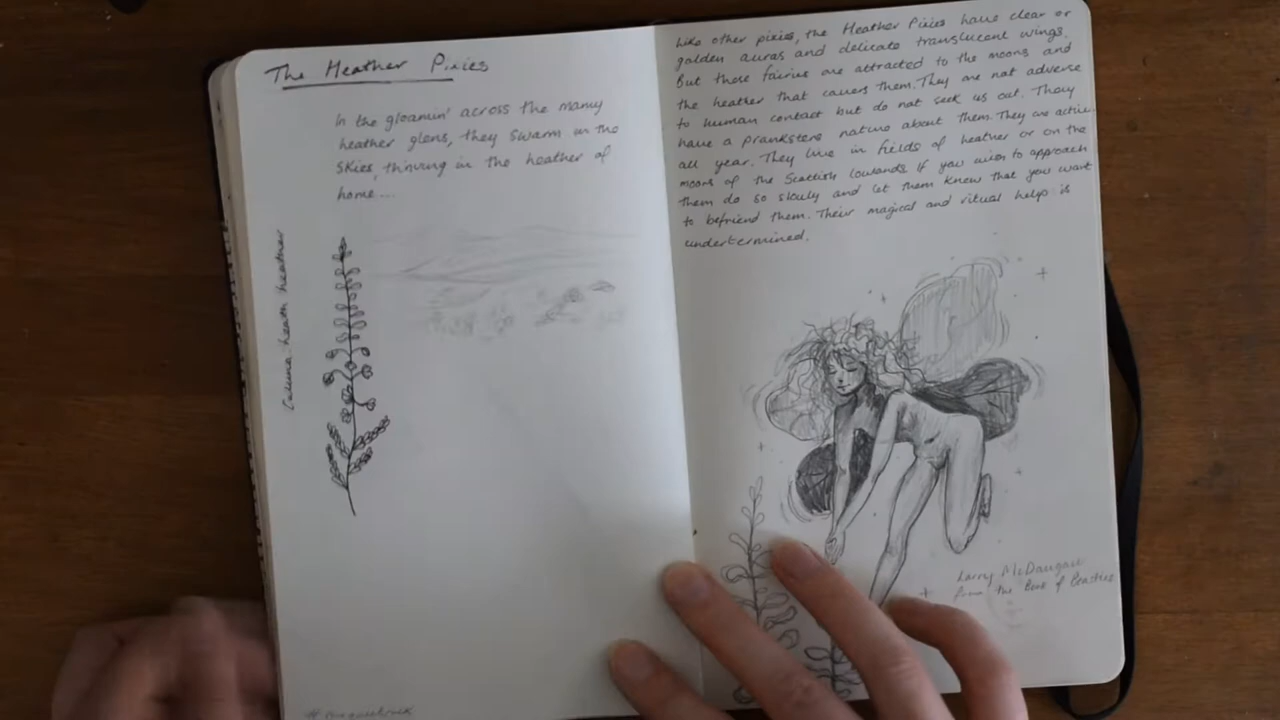 The Heather Pixies
In the gloamin' across the many
heather glens, they swarm in the
skies thriving in the heather of
home...
Caluna heath heather
Like other pixies, the Heather Pixies have clear or
golden auras and delicate translucent wings.
But these fairies are attracted to the moors and
the heather that covers them. They are not adverse
to human contact but do not seek us out. They
have a pranksters nature about them. They are active
all year. They live in fields of heather or on the
moors of the Scottish lowlands. If you wish to approach
them do so slowly and let them know that you want
to befriend them. Their magical and ritual help is
undertermined.
Larry McDougall
from the Book of Faeries